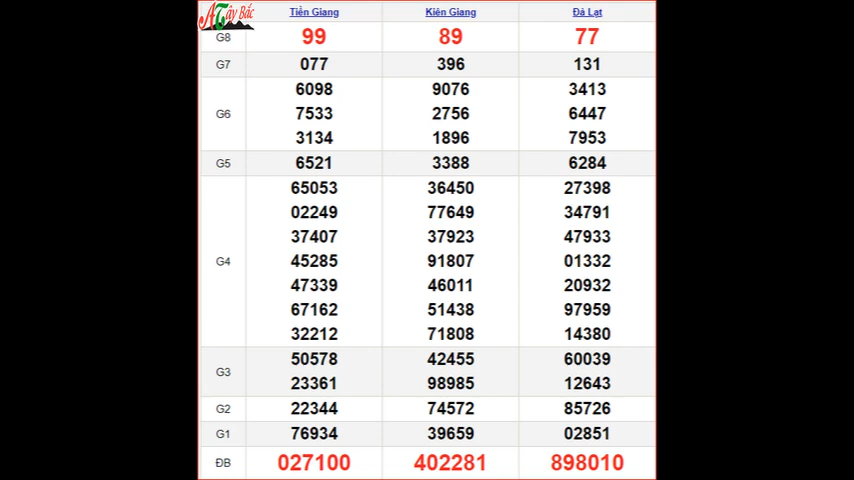 A Tây Bắc
Tiền Giang Kiên Giang Đà Lạt
G8 99 89 77
G7 077 396 131
6098 9076 3413
G6 7533 2756 6447
3134 1896 7953
G5 6521 3388 6284
65053 36450 27398
02249 77649 34791
37407 37923 47933
G4 45285 91807 01332
47339 46011 20932
67162 51438 97959
32212 71808 14380
G3 50578 42455 60039
23361 98985 12643
G2 22344 74572 85726
G1 76934 39659 02851
ĐB 027100 402281 898010